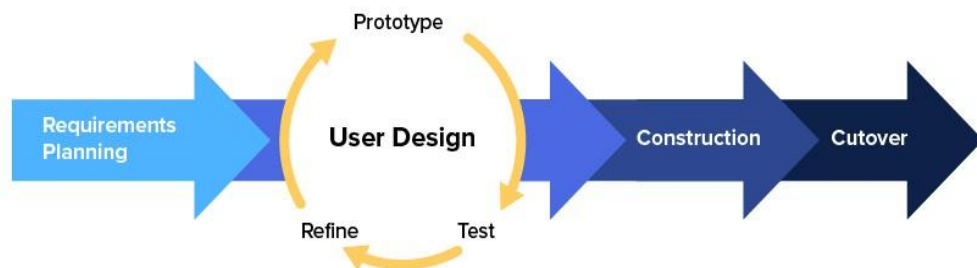 Prototype
Requirements
Planning
User Design
Construction
Cutover
Refine
Test